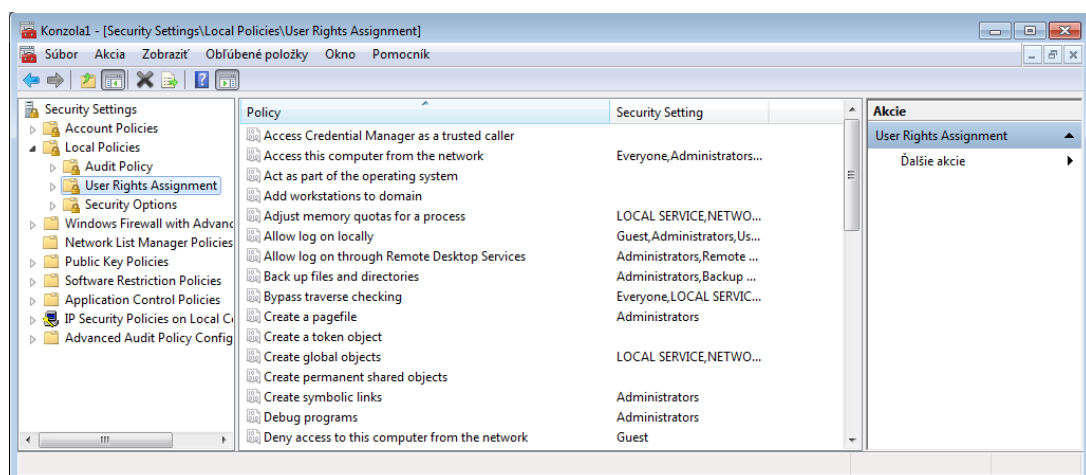 Konzola1 - [Security Settings\Local Policies\User Rights Assignment]
Súbor Akcia Zobraziť Obľúbené položky Okno Pomocník
Security Settings
Account Policies
Local Policies
Audit Policy
User Rights Assignment
Security Options
Windows Firewall with Advanc
Network List Manager Policies
Public Key Policies
Software Restriction Policies
Application Control Policies
IP Security Policies on Local C
Advanced Audit Policy Config
Policy Security Setting
Access Credential Manager as a trusted caller
Access this computer from the network Everyone,Administrators...
Act as part of the operating system
Add workstations to domain
Adjust memory quotas for a process LOCAL SERVICE,NETWO...
Allow log on locally Guest,Administrators,Us...
Allow log on through Remote Desktop Services Administrators,Remote ...
Back up files and directories Administrators,Backup ...
Bypass traverse checking Everyone,LOCAL SERVIC...
Create a pagefile Administrators
Create a token object
Create global objects LOCAL SERVICE,NETWO...
Create permanent shared objects
Create symbolic links Administrators
Debug programs Administrators
Deny access to this computer from the network Guest
Akcie
User Rights Assignment
Ďalšie akcie